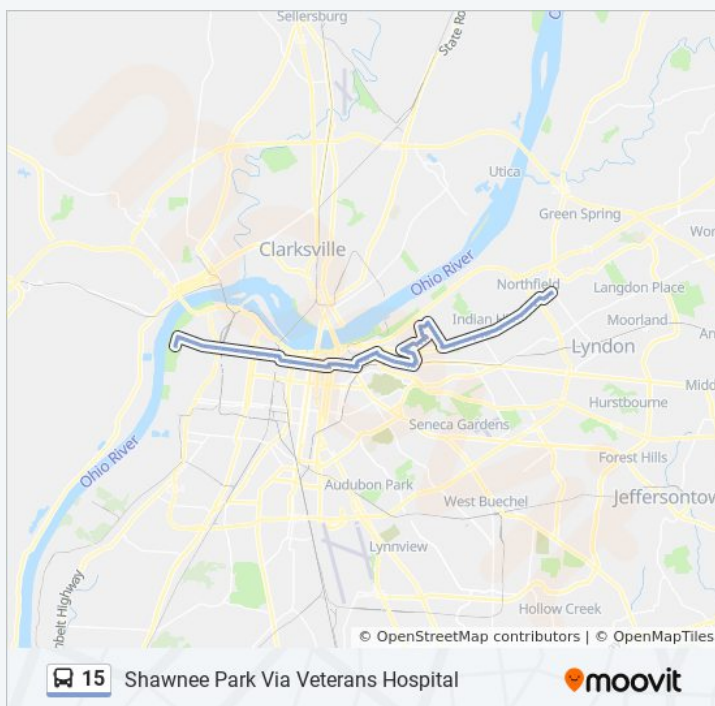 Sellersburg
State Ro
Utica
Green Spring
Wor
Clarksville
Ohio River
Northfield
Langdon Place
Indian H
Moorland
An
Lyndon
Midd
Hurstbourne
Seneca Gardens
Forest Hills
Ohio River
Audubon Park
West Buechel
Jeffersontow
Lynnview
nbelt Highway
Hollow Creek
© OpenStreetMap contributors | © OpenMapTiles
15 Shawnee Park Via Veterans Hospital
moovit